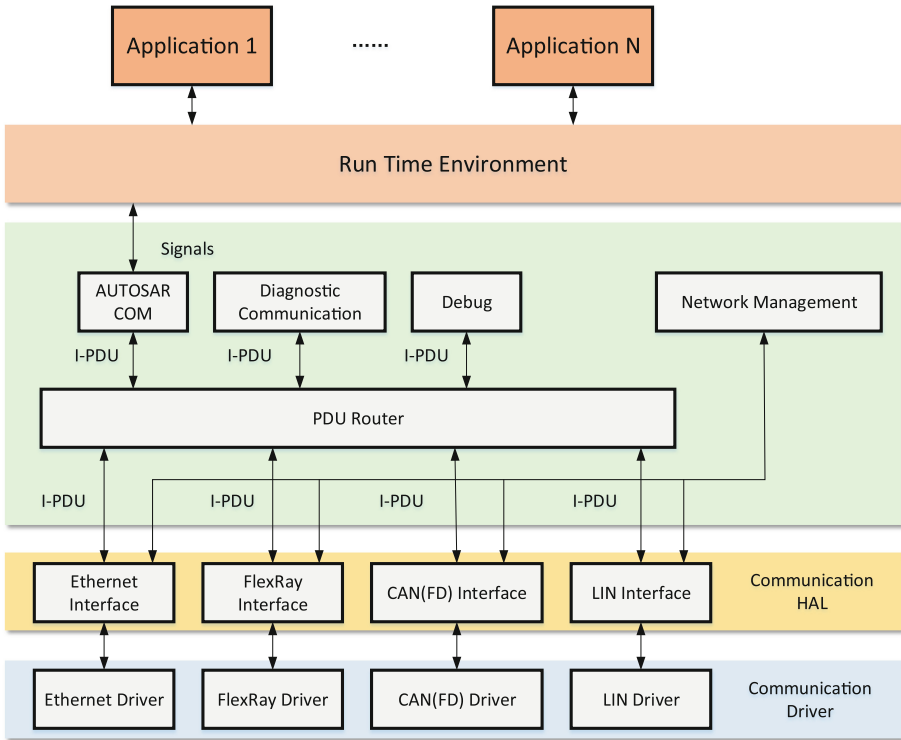 Application 1
......
Application N
Run Time Environment
Signals
AUTOSAR
COM
Diagnostic
Communication
Debug
Network Management
I-PDU
I-PDU
I-PDU
PDU Router
I-PDU
I-PDU
I-PDU
I-PDU
Ethernet
Interface
FlexRay
Interface
CAN(FD) Interface
LIN Interface
Communication
HAL
Ethernet Driver
FlexRay Driver
CAN(FD) Driver
LIN Driver
Communication
Driver